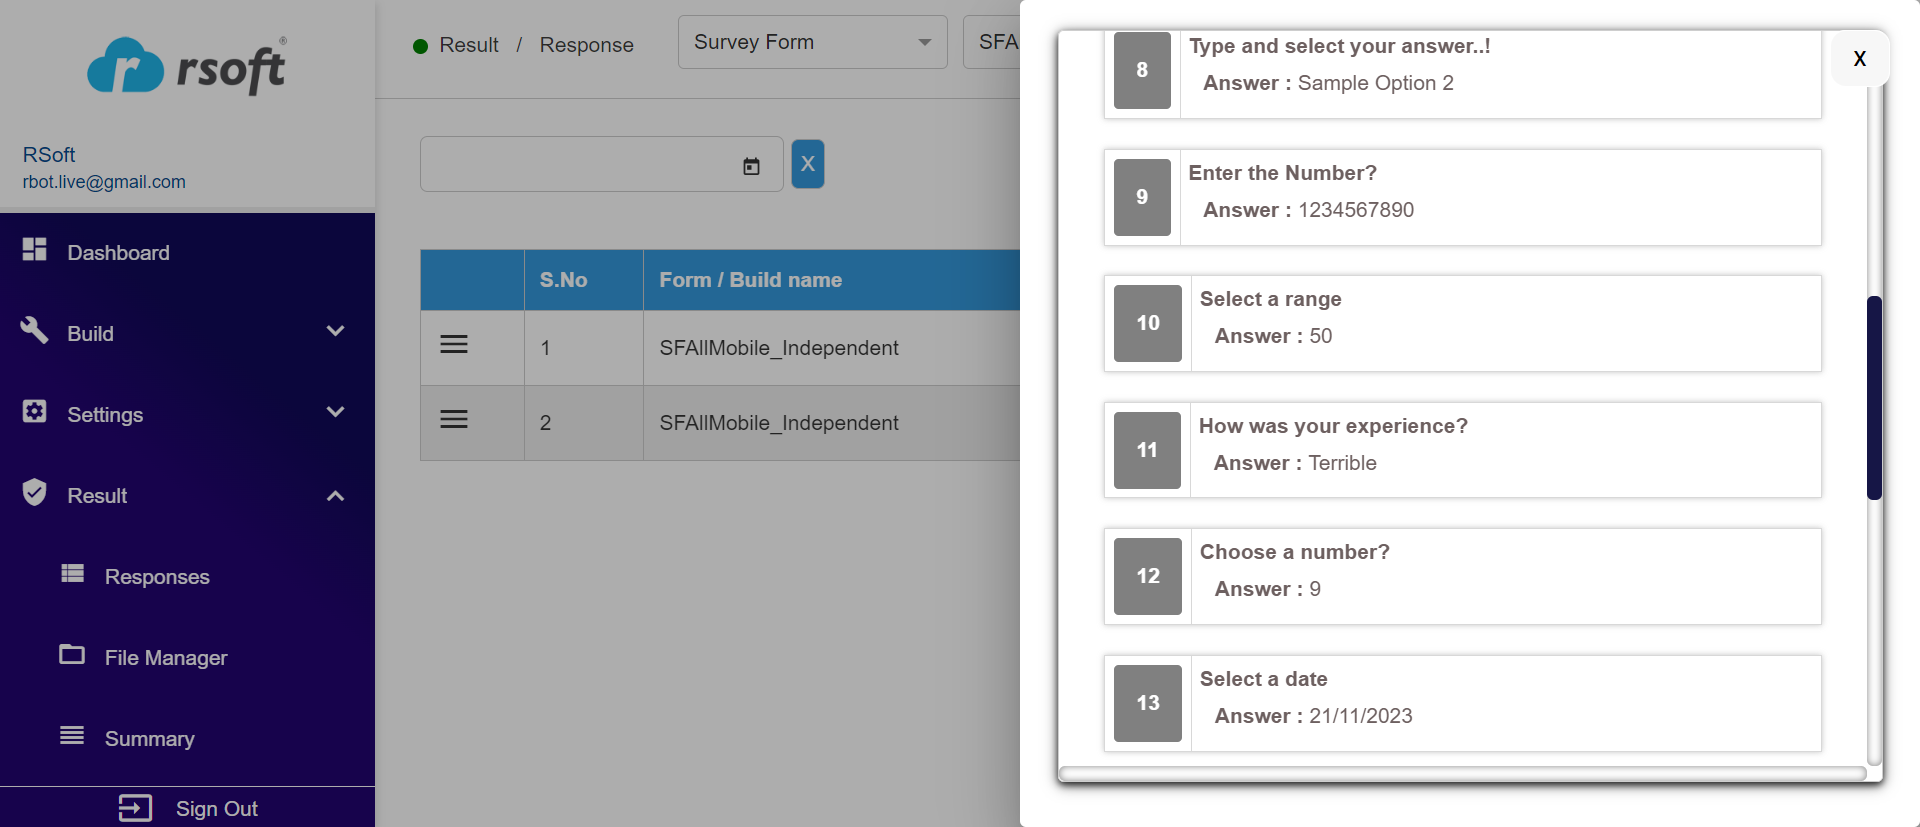 rsoft®
RSoft
rbot.live@gmail.com
Dashboard
Build
Settings
Result
Responses
File Manager
Summary
Sign Out
Result / Response
Survey Form
SFA
X
S.No
Form / Build name
1
SFAllMobile_Independent
2
SFAllMobile_Independent
X
8
Type and select your answer..!
Answer : Sample Option 2
9
Enter the Number?
Answer : 1234567890
10
Select a range
Answer : 50
11
How was your experience?
Answer : Terrible
12
Choose a number?
Answer : 9
13
Select a date
Answer : 21/11/2023